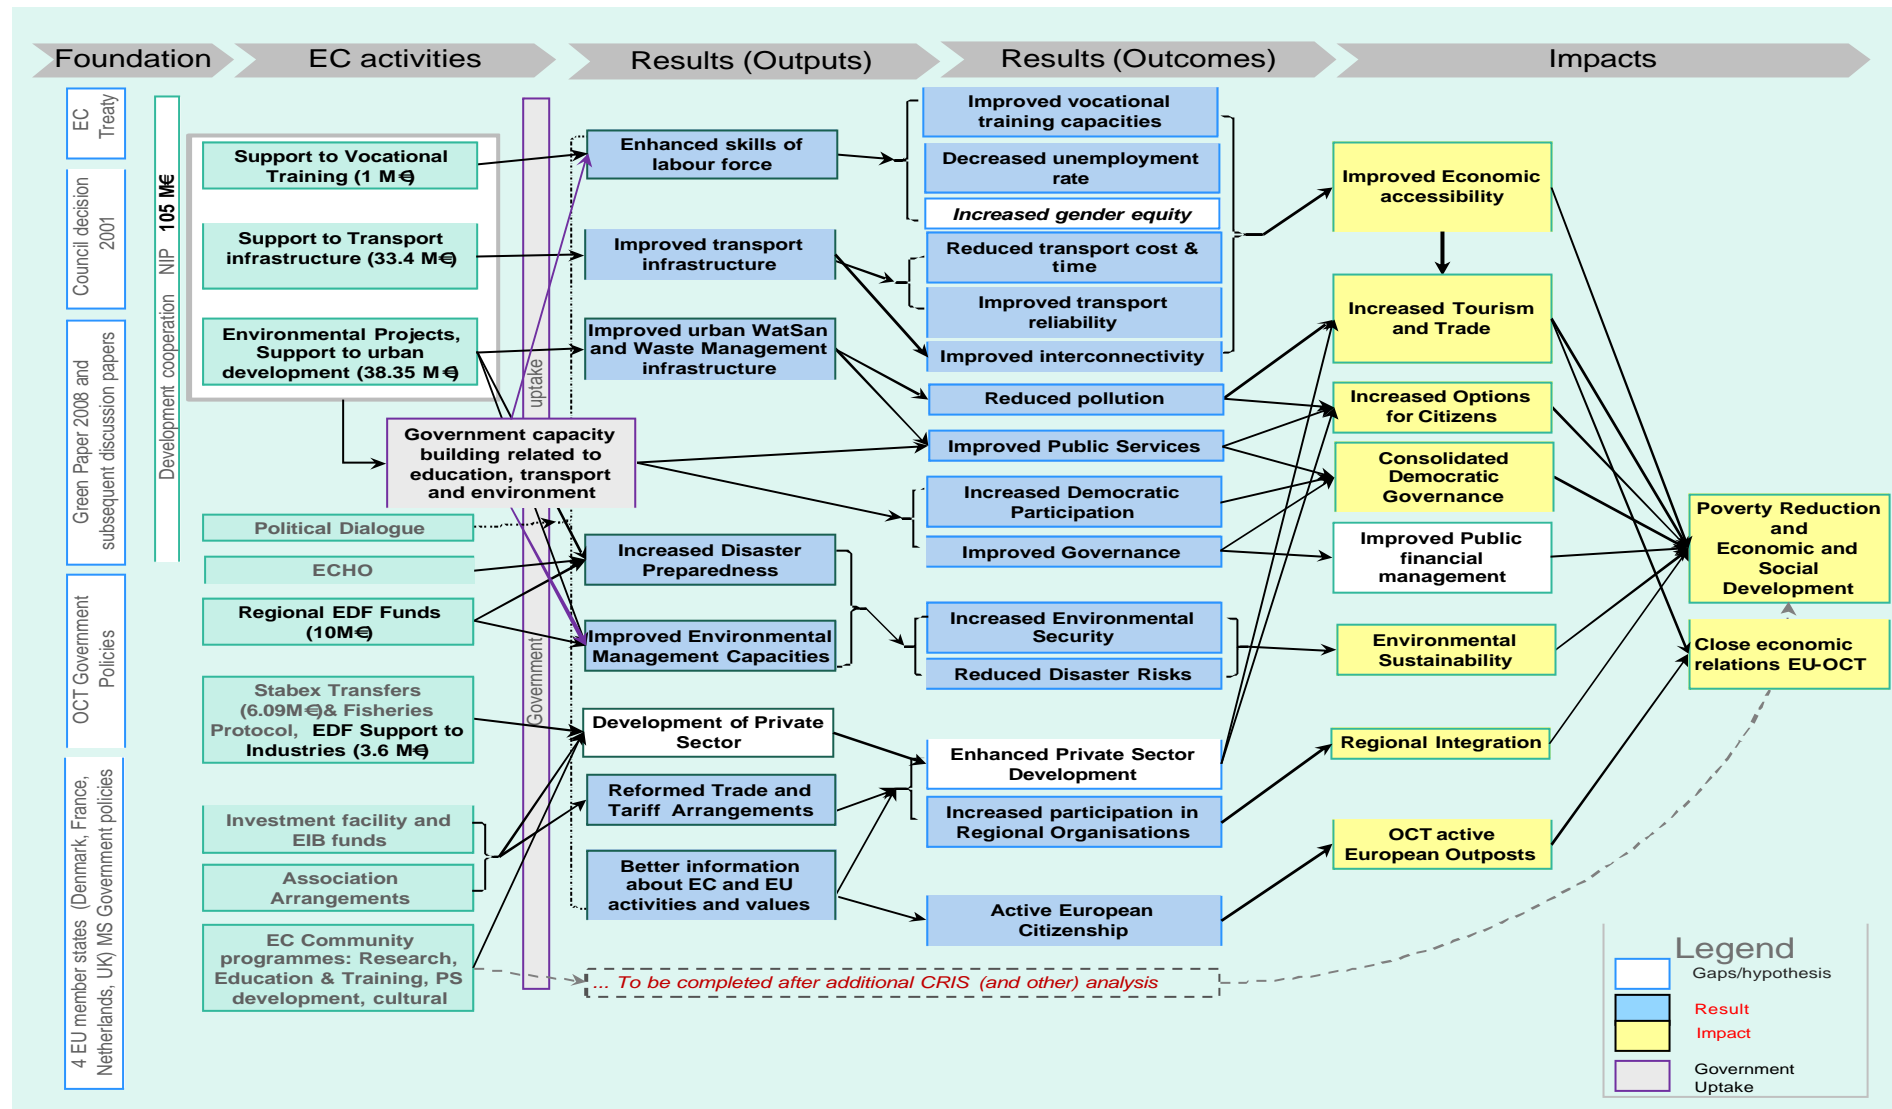 Foundation
EC activities
Results (Outputs)
Results (Outcomes)
Impacts
EC
Treaty
Council decision
2001
Green Paper 2008 and
subsequent discussion papers
OCT Government
Policies
4 EU member states (Denmark, France,
Netherlands, UK) MS Government policies
Development cooperation NIP 105 M€
Support to Vocational
Training (1 M€)
Support to Transport
infrastructure (33.4 M€)
Environmental Projects,
Support to urban
development (38.35 M€)
Government capacity
building related to
education, transport
and environment
Political Dialogue
ECHO
Regional EDF Funds
(10M€)
Stabex Transfers
(6.09M€)& Fisheries
Protocol, EDF Support to
Industries (3.6 M€)
Investment facility and
EIB funds
Association
Arrangements
EC Community
programmes: Research,
Education & Training, PS
development, cultural
Government uptake
Enhanced skills of
labour force
Improved transport
infrastructure
Improved urban WatSan
and Waste Management
infrastructure
Increased Disaster
Preparedness
Improved Environmental
Management Capacities
Development of Private
Sector
Reformed Trade and
Tariff Arrangements
Better information
about EC and EU
activities and values
... To be completed after additional CRIS (and other) analysis
Improved vocational
training capacities
Decreased unemployment
rate
Increased gender equity
Reduced transport cost &
time
Improved transport
reliability
Improved interconnectivity
Reduced pollution
Improved Public Services
Increased Democratic
Participation
Improved Governance
Increased Environmental
Security
Reduced Disaster Risks
Enhanced Private Sector
Development
Increased participation in
Regional Organisations
Active European
Citizenship
Improved Economic
accessibility
Increased Tourism
and Trade
Increased Options
for Citizens
Consolidated
Democratic
Governance
Improved Public
financial
management
Environmental
Sustainability
Regional Integration
OCT active
European Outposts
Poverty Reduction
and
Economic and
Social
Development
Close economic
relations EU-OCT
Legend
Gaps/hypothesis
Result
Impact
Government
Uptake